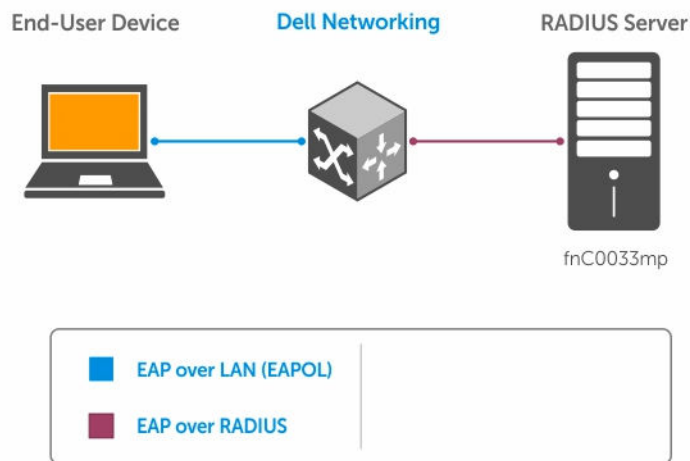 End-User Device
Dell Networking
RADIUS Server
fnC0033mp
EAP over LAN (EAPOL)
EAP over RADIUS